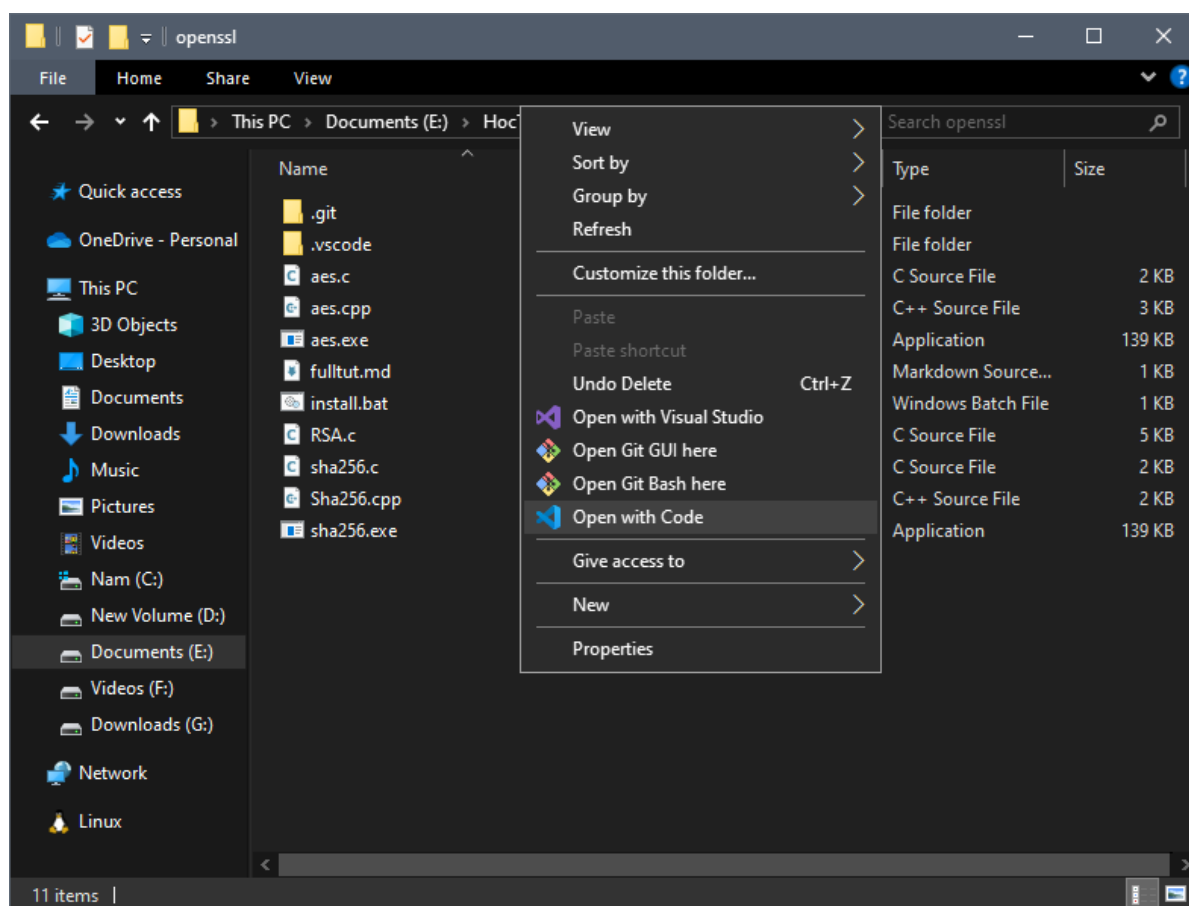 openssl
File Home Share View
This PC > Documents (E:) > Hoc
Search openssl
Name
Type
Size
Quick access
OneDrive - Personal
This PC
3D Objects
Desktop
Documents
Downloads
Music
Pictures
Videos
Nam (C:)
New Volume (D:)
Documents (E:)
Videos (F:)
Downloads (G:)
Network
Linux
.git
.vscode
aes.c
aes.cpp
aes.exe
fulltut.md
install.bat
RSA.c
sha256.c
Sha256.cpp
sha256.exe
View
Sort by
Group by
Refresh
Customize this folder...
Paste
Paste shortcut
Undo Delete Ctrl+Z
Open with Visual Studio
Open Git GUI here
Open Git Bash here
Open with Code
Give access to
New
Properties
File folder
File folder
C Source File 2 KB
C++ Source File 3 KB
Application 139 KB
Markdown Source... 1 KB
Windows Batch File 1 KB
C Source File 5 KB
C Source File 2 KB
C++ Source File 2 KB
Application 139 KB
11 items